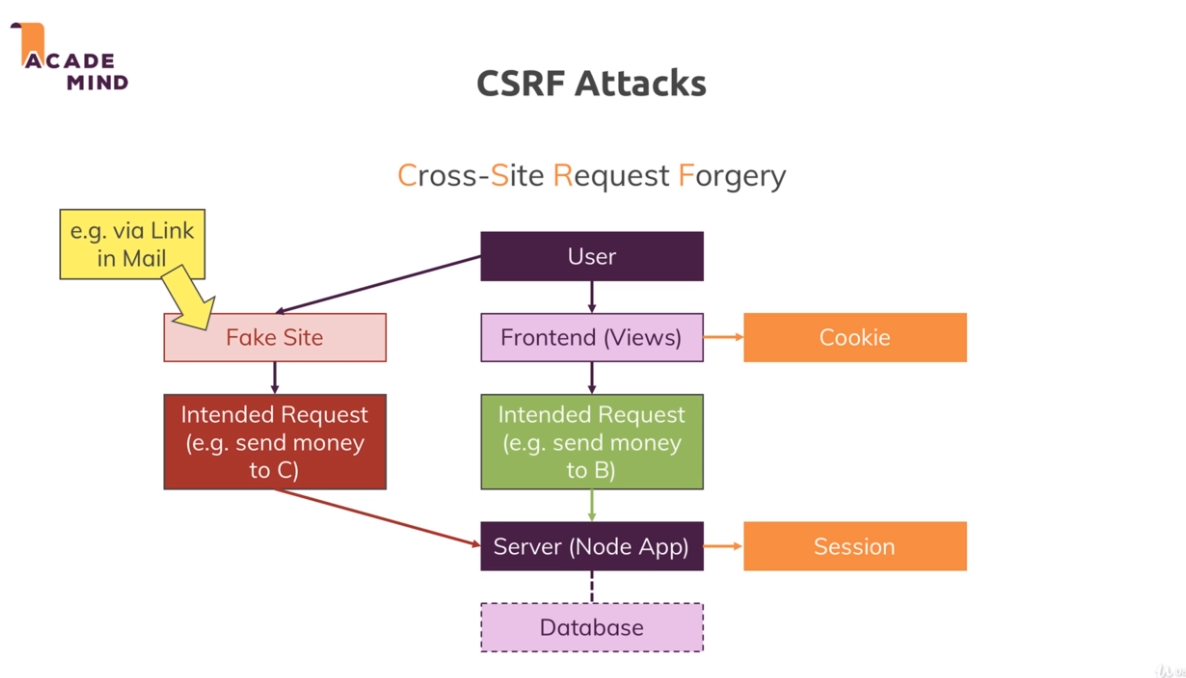 ACADE
MIND
CSRF Attacks
Cross-Site Request Forgery
e.g. via Link
in Mail
User
Fake Site
Frontend (Views)
Cookie
Intended Request
(e.g. send money
to C)
Intended Request
(e.g. send money
to B)
Server (Node App)
Session
Database